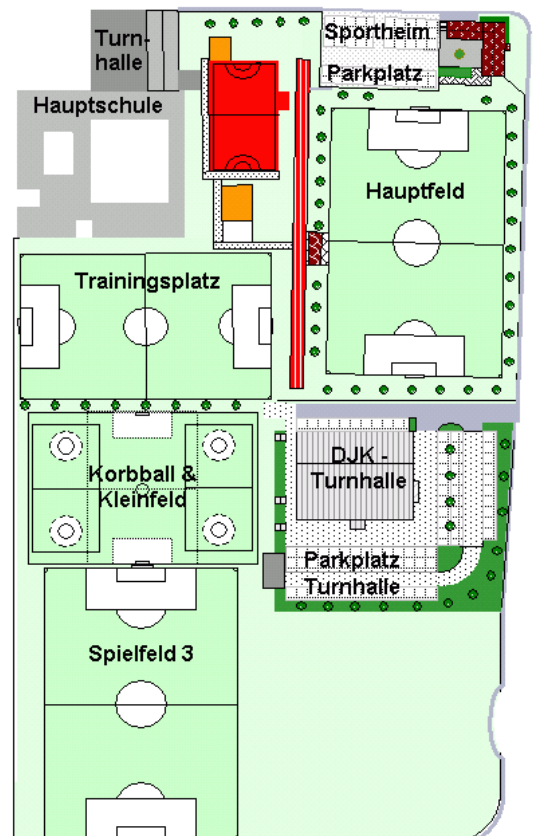 Turn-
halle
Sportheim
Parkplatz
Hauptschule
Hauptfeld
Trainingsplatz
DJK -
Turnhalle
Korbball &
Kleinfeld
Parkplatz
Turnhalle
Spielfeld 3